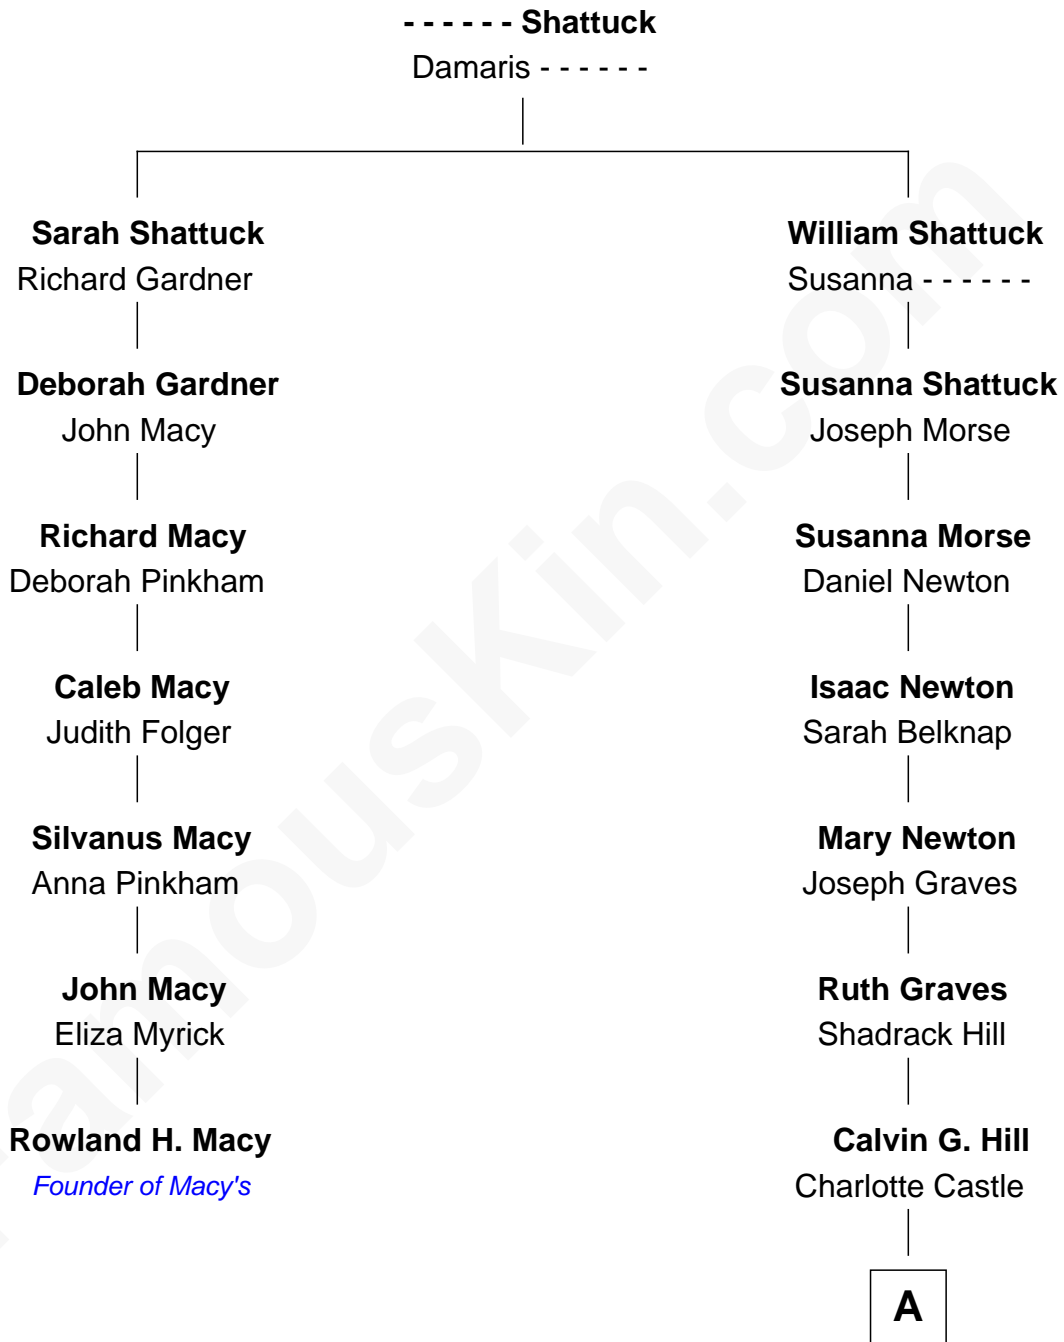 - - - - - - Shattuck
Damaris - - - - - -
Sarah Shattuck
Richard Gardner
William Shattuck
Susanna - - - - - -
Deborah Gardner
John Macy
Susanna Shattuck
Joseph Morse
Richard Macy
Deborah Pinkham
Susanna Morse
Daniel Newton
Caleb Macy
Judith Folger
Isaac Newton
Sarah Belknap
Silvanus Macy
Anna Pinkham
Mary Newton
Joseph Graves
John Macy
Eliza Myrick
Ruth Graves
Shadrack Hill
Rowland H. Macy
Founder of Macy's
Calvin G. Hill
Charlotte Castle
A
FamousKin.com